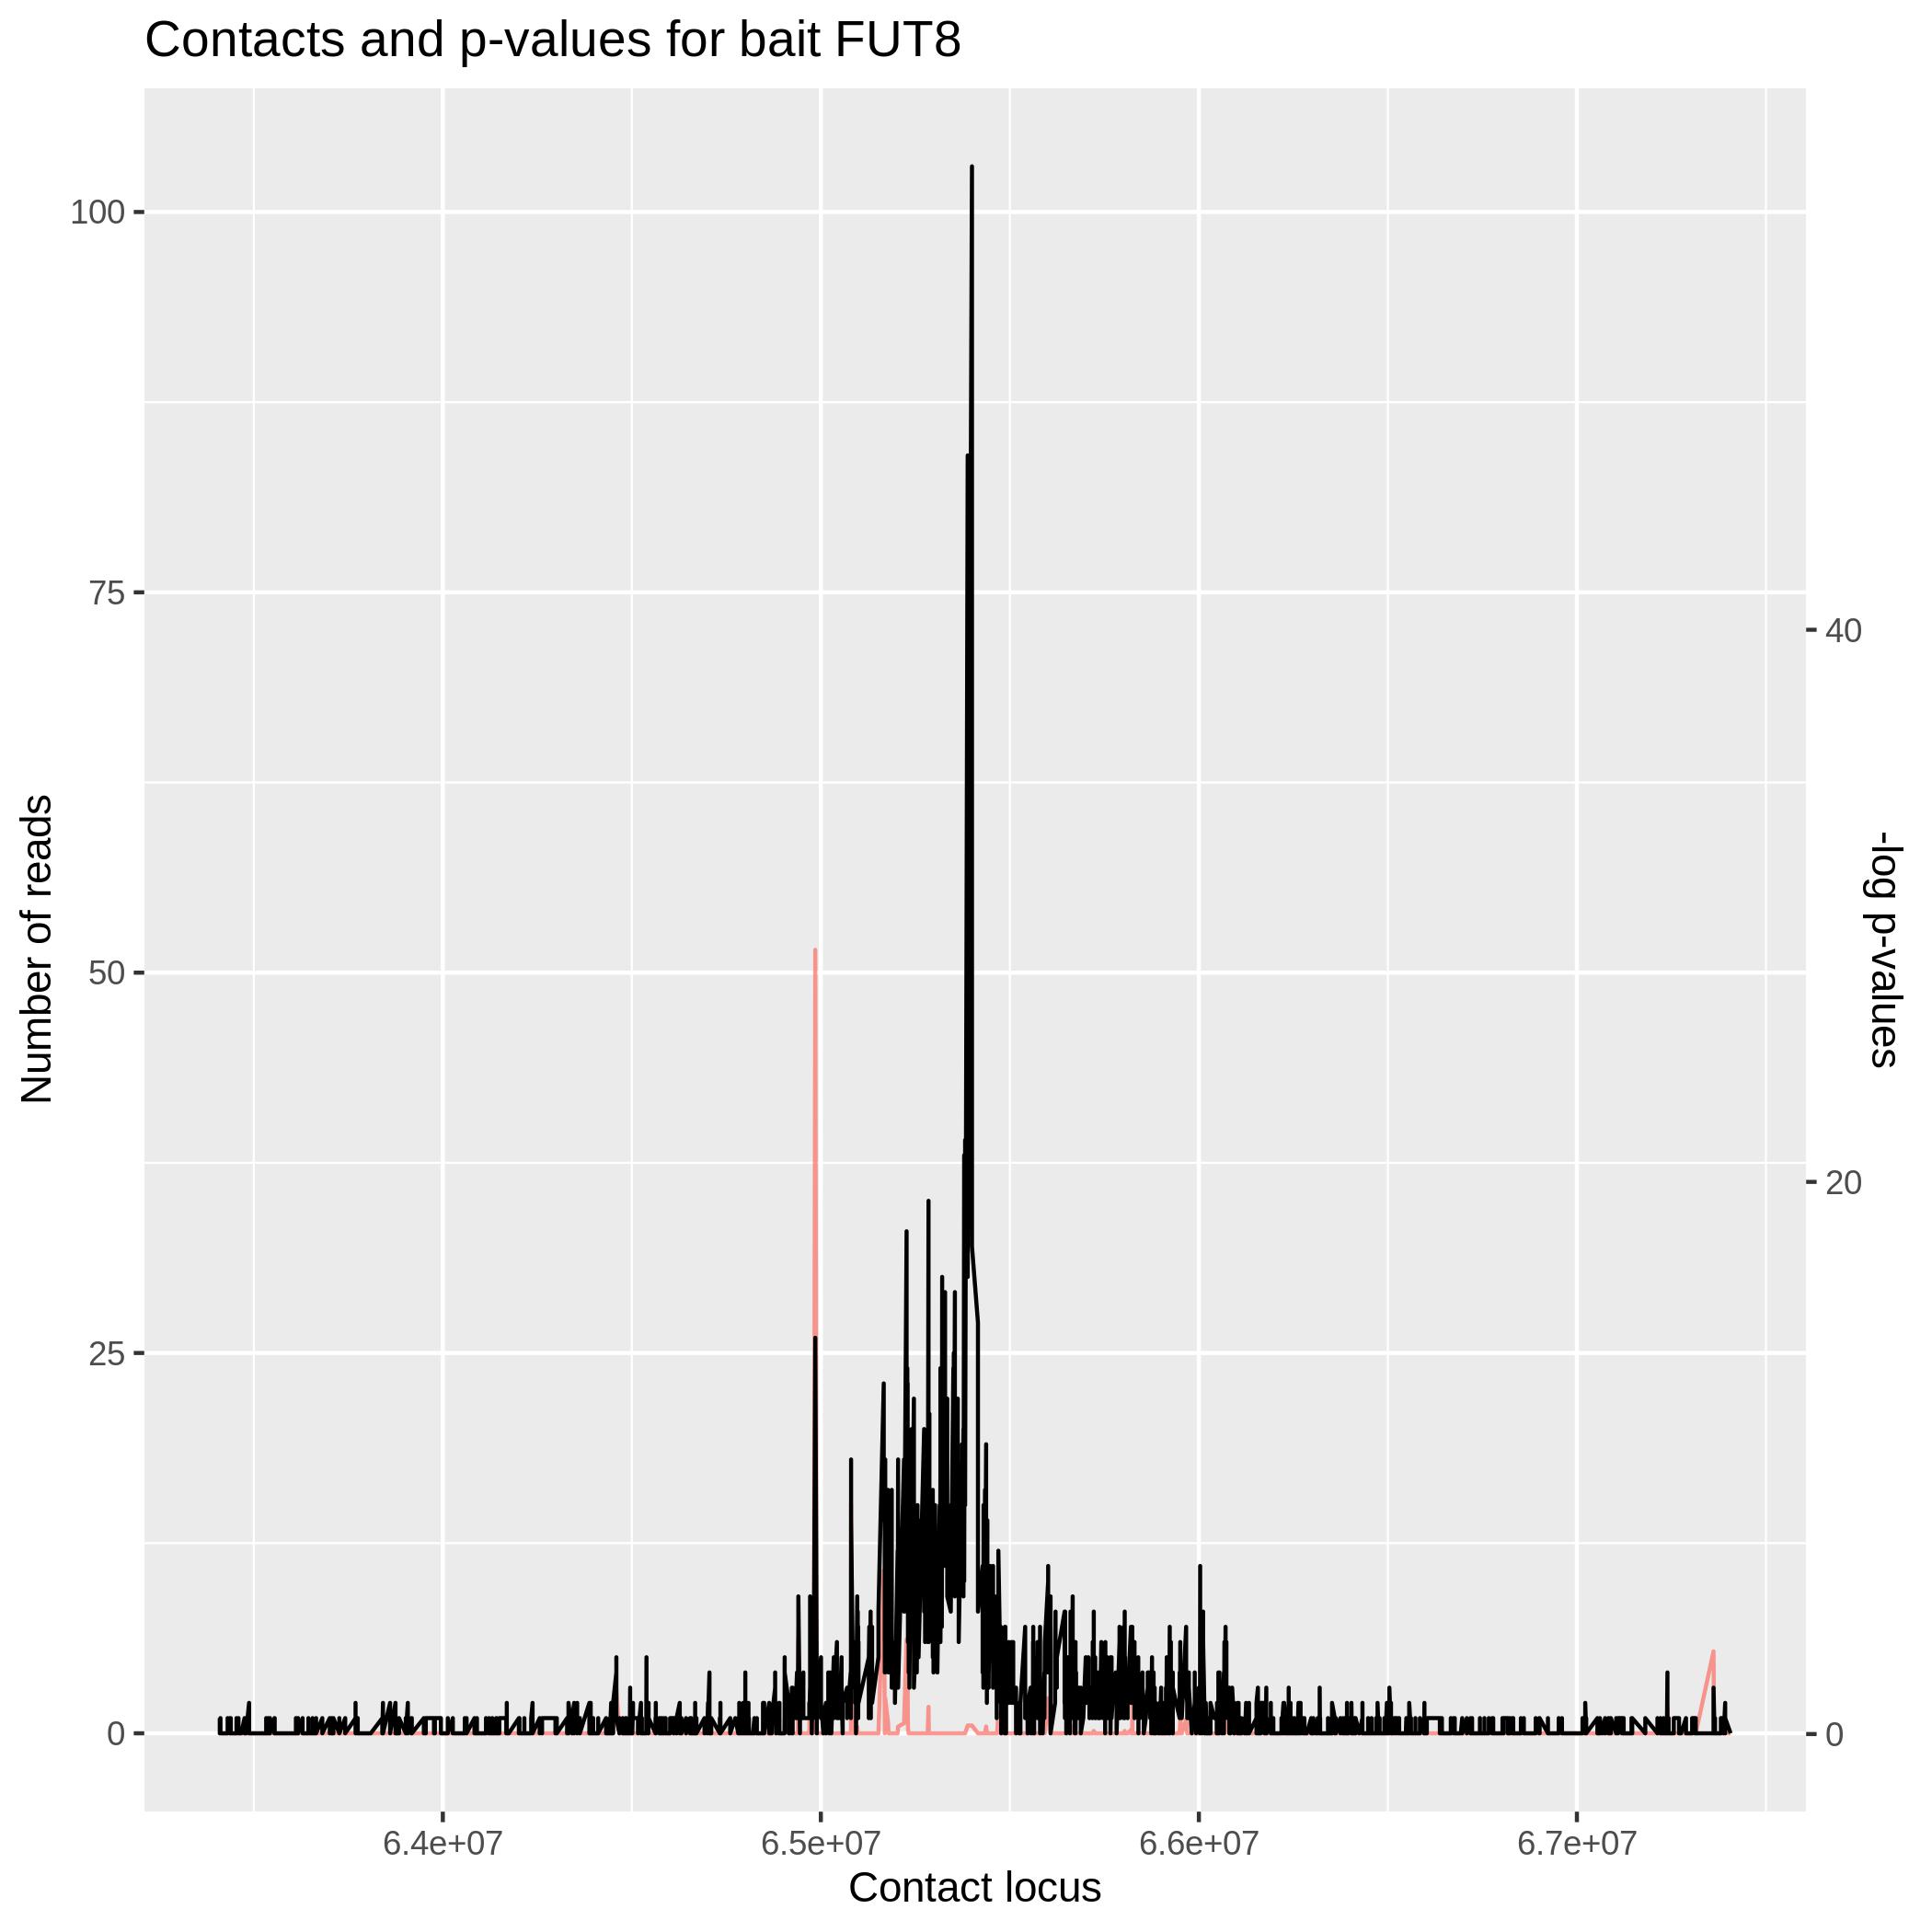 Contacts and p-values for bait FUT8
100
75
50
25
0
Number of reads
40
20
0
-log p-values
6.4e+07
6.5e+07
6.6e+07
6.7e+07
Contact locus